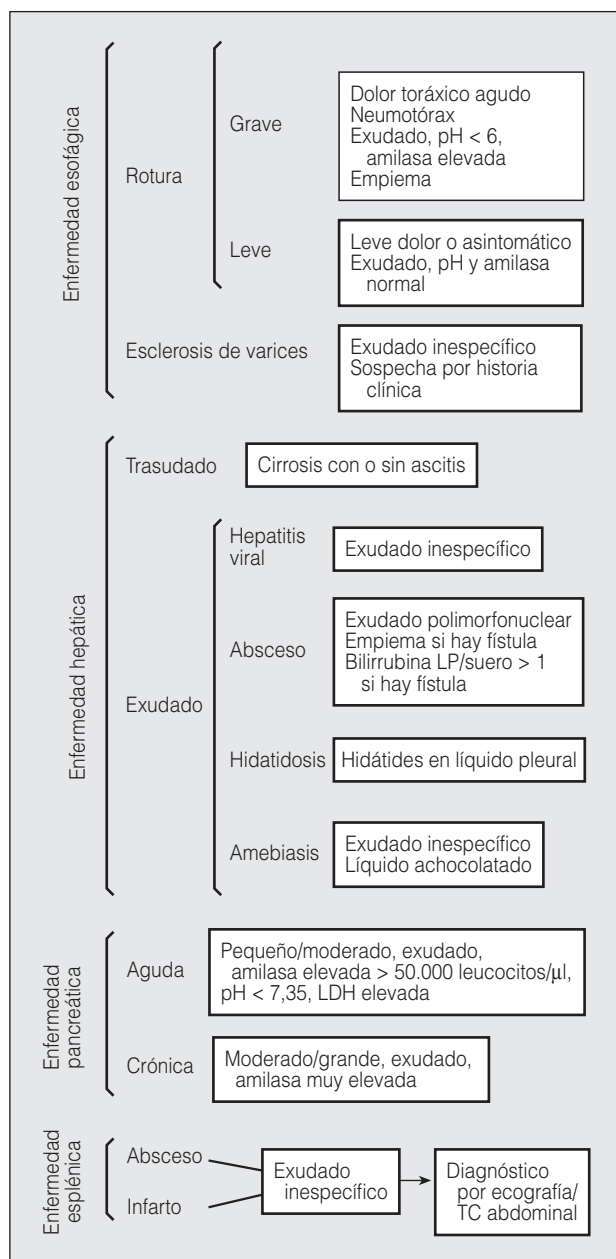 Enfermedad esofágica
Rotura
Grave
Dolor toráxico agudo
Neumotórax
Exudado, pH < 6,
amilasa elevada
Empiema
Leve
Leve dolor o asintomático
Exudado, pH y amilasa
normal
Esclerosis de varices
Exudado inespecífico
Sospecha por historia
clínica
Enfermedad hepática
Trasudado
Cirrosis con o sin ascitis
Exudado
Hepatitis
viral
Exudado inespecífico
Absceso
Exudado polimorfonuclear
Empiema si hay fístula
Bilirrubina LP/suero > 1
si hay fístula
Hidatidosis
Hidátides en líquido pleural
Amebiasis
Exudado inespecífico
Líquido achocolatado
Enfermedad
pancreática
Aguda
Pequeño/moderado, exudado,
amilasa elevada > 50.000 leucocitos/µl,
pH < 7,35, LDH elevada
Crónica
Moderado/grande, exudado,
amilasa muy elevada
Enfermedad
esplénica
Absceso
Infarto
Exudado
inespecífico
Diagnóstico
por ecografía/
TC abdominal